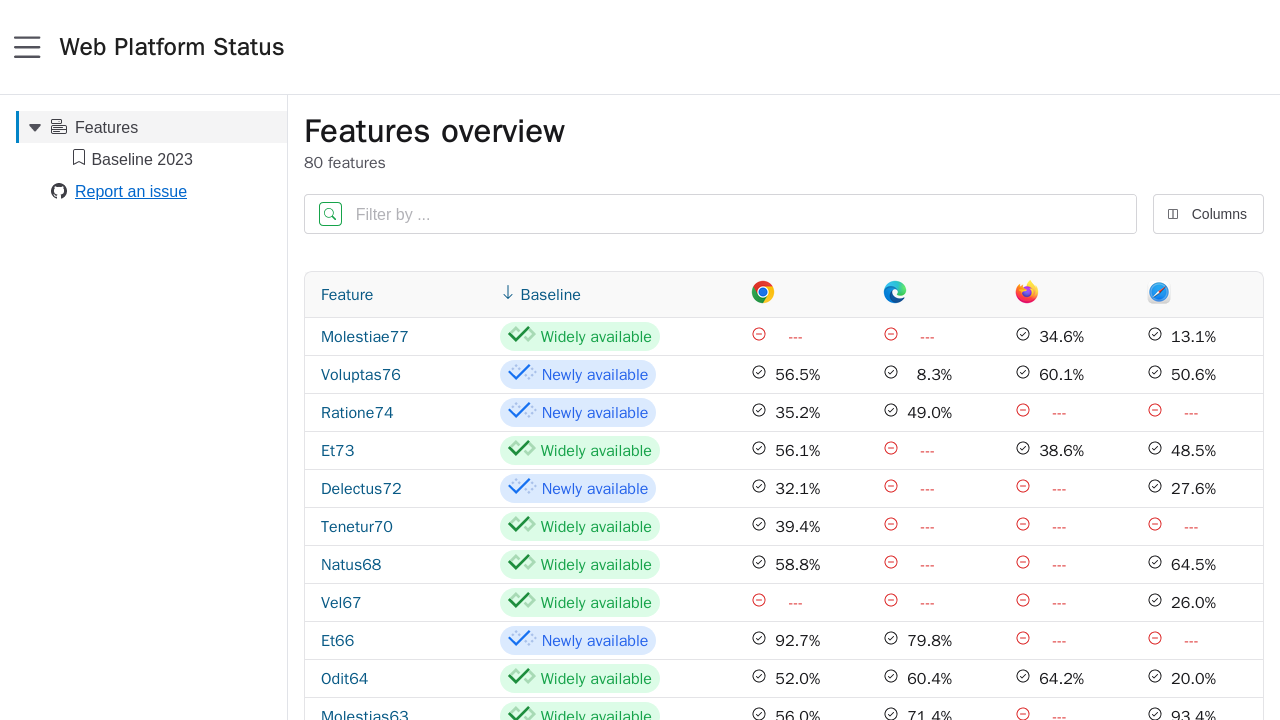 Web Platform Status
Features
Baseline 2023
Report an issue
Features overview
80 features
Filter by ...
Columns
Feature Baseline
Molestiae77 Widely available --- --- 34.6% 13.1%
Voluptas76 Newly available 56.5% 8.3% 60.1% 50.6%
Ratione74 Newly available 35.2% 49.0% --- ---
Et73 Widely available 56.1% --- 38.6% 48.5%
Delectus72 Newly available 32.1% --- --- 27.6%
Tenetur70 Widely available 39.4% --- --- ---
Natus68 Widely available 58.8% --- --- 64.5%
Vel67 Widely available --- --- --- 26.0%
Et66 Newly available 92.7% 79.8% --- ---
Odit64 Widely available 52.0% 60.4% 64.2% 20.0%
Molestias63 Widely available 56.0% 71.4% --- 93.4%